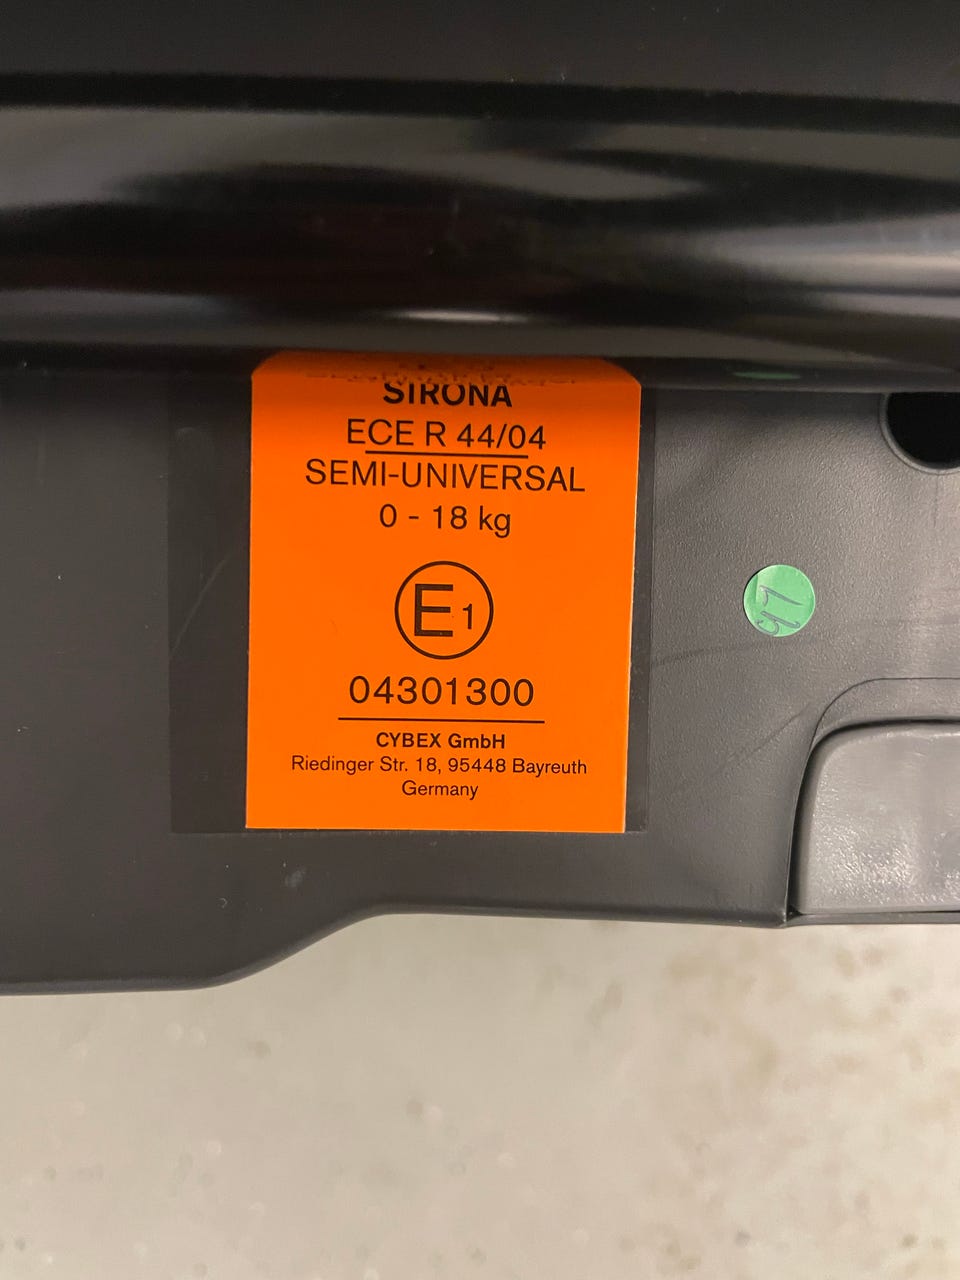 SIRONA
ECE R 44/04
SEMI-UNIVERSAL
0 - 18 kg
E1
04301300
CYBEX GmbH
Riedinger Str. 18, 95448 Bayreuth
Germany